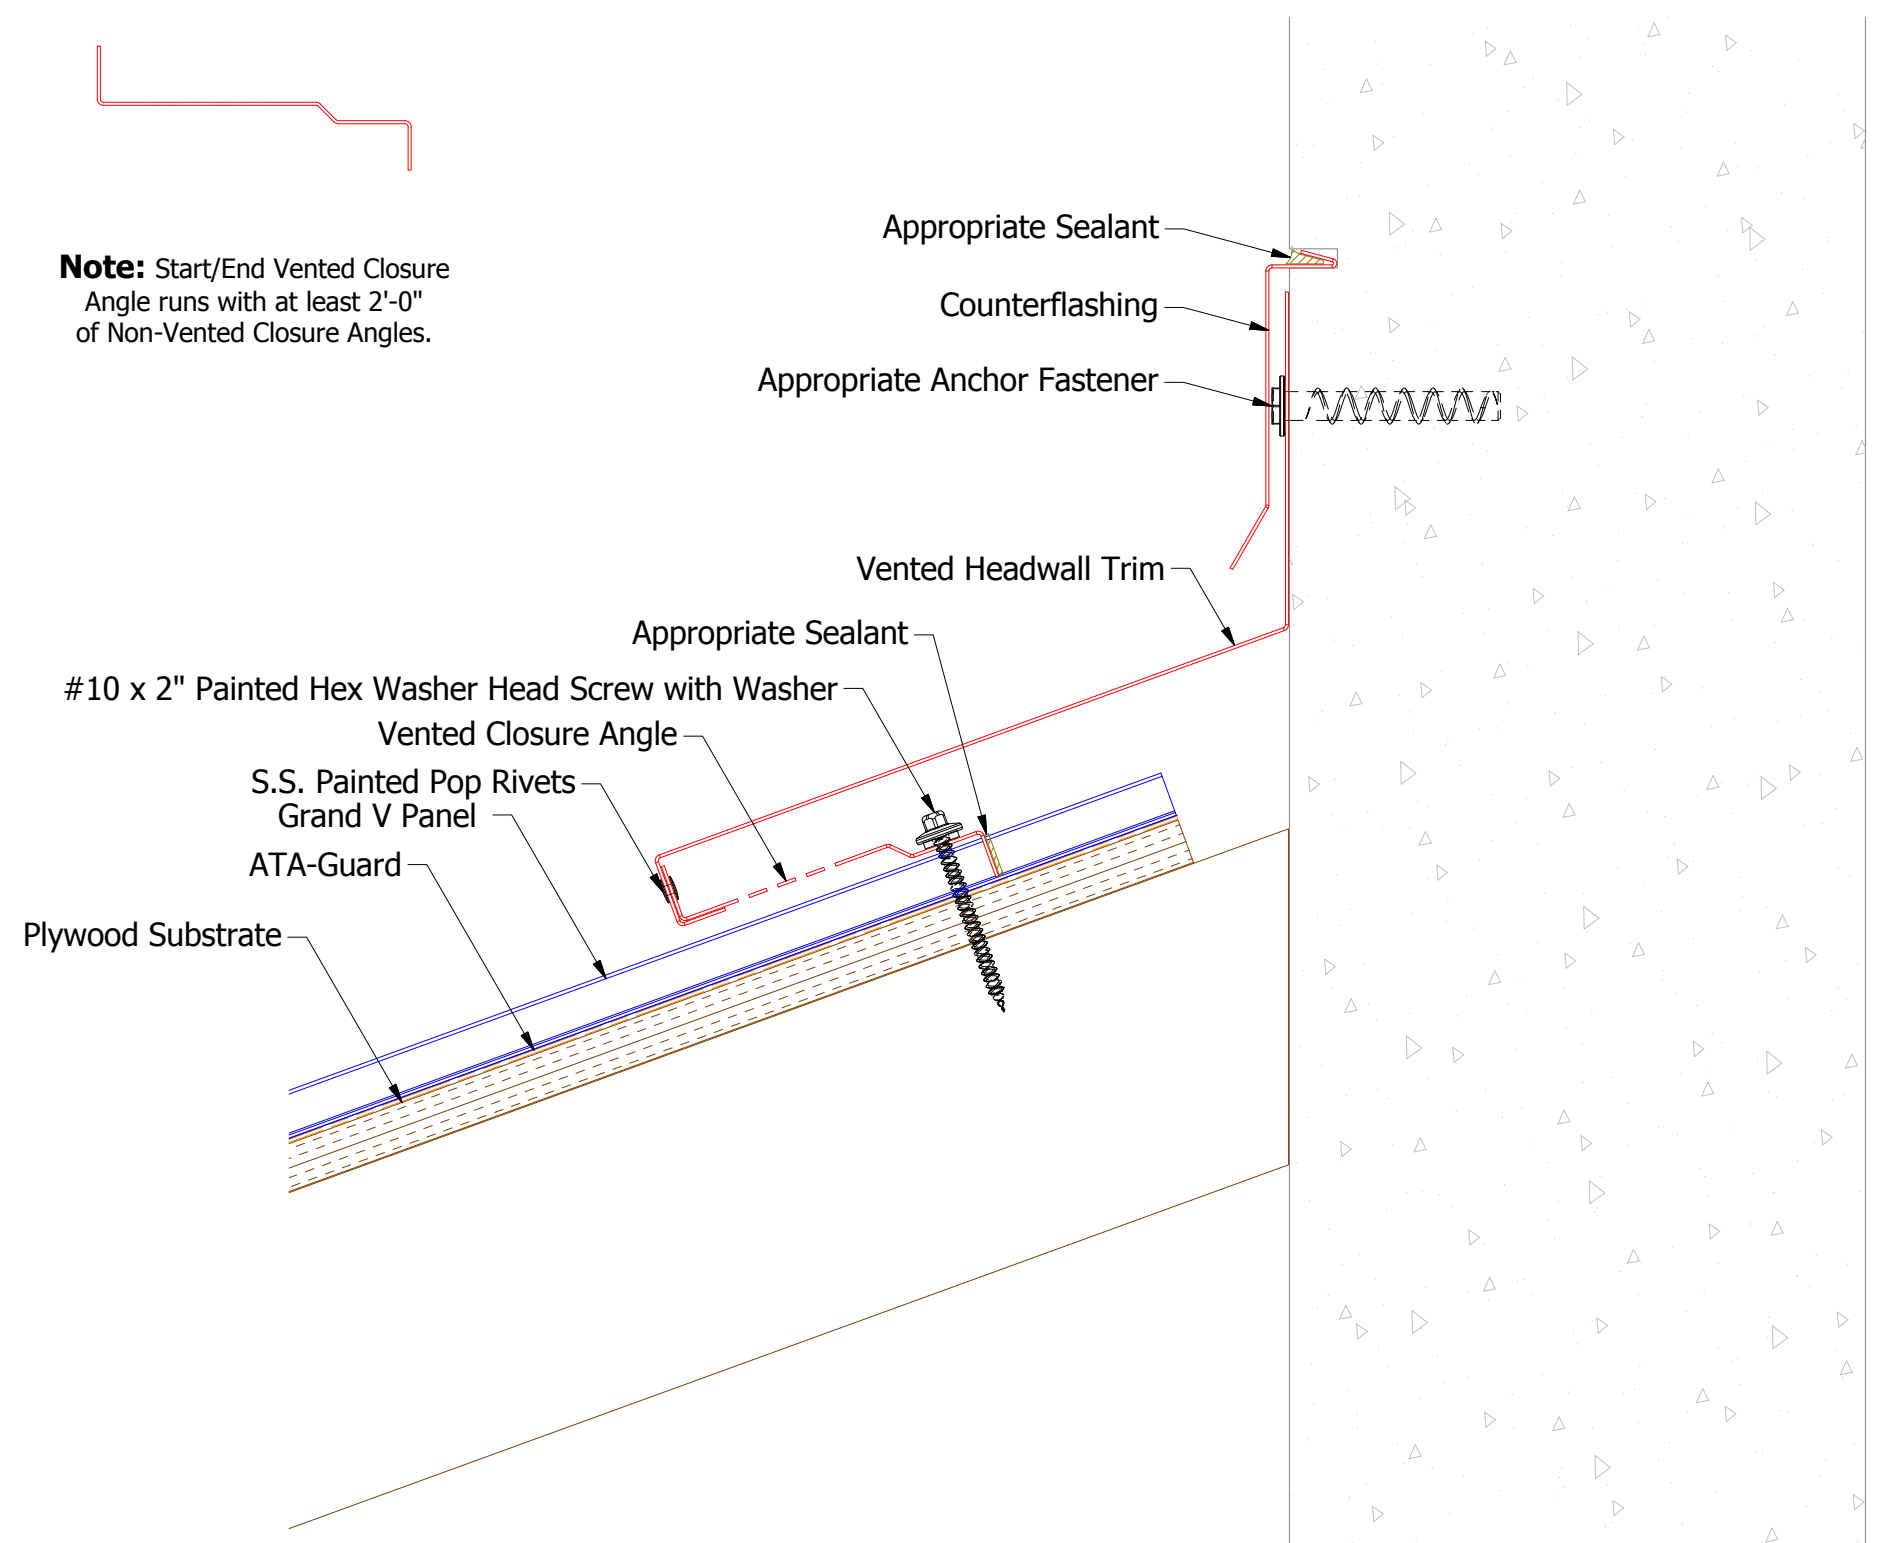 Note: Start/End Vented Closure
Angle runs with at least 2'-0"
of Non-Vented Closure Angles.
Appropriate Sealant
Counterflashing
Appropriate Anchor Fastener
Vented Headwall Trim
Appropriate Sealant
#10 x 2" Painted Hex Washer Head Screw with Washer
Vented Closure Angle
S.S. Painted Pop Rivets
Grand V Panel
ATA-Guard
Plywood Substrate